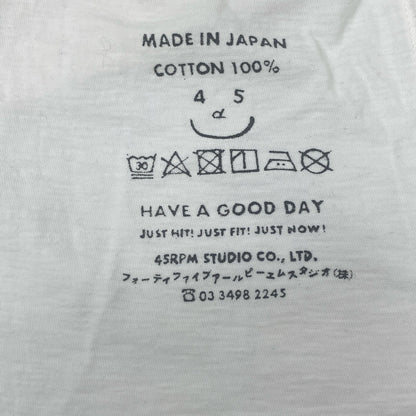 MADE IN JAPAN
COTTON 100%
4 5
d
30
HAVE A GOOD DAY
JUST HIT! JUST FIT! JUST NOW!
45RPM STUDIO CO., LTD.
フォーティファイブアールピーエムスタジオ(株)
☎03 3498 2245